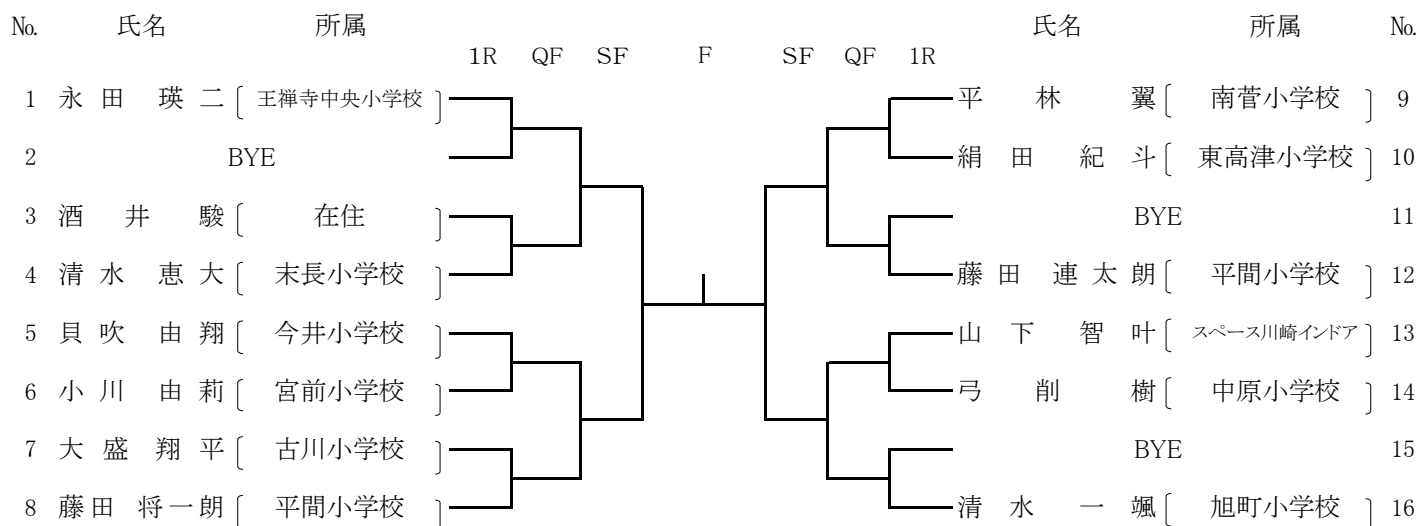 № 氏名 所属 氏名 所属 №
1R QF SF F SF QF 1R
1 永田 瑛二 [ 王禅寺中央小学校 ] 平林 翼 [ 南菅小学校 ] 9
2 BYE 絹田 紀斗 [ 東高津小学校 ] 10
3 酒井 駿 [ 在住 ] BYE 11
4 清水 恵大 [ 末長小学校 ] 藤田 連太朗 [ 平間小学校 ] 12
5 貝吹 由翔 [ 今井小学校 ] 山下 智叶 [ スペース川崎インドア ] 13
6 小川 由莉 [ 宮前小学校 ] 弓削 樹 [ 中原小学校 ] 14
7 大盛 翔平 [ 古川小学校 ] BYE 15
8 藤田 将一朗 [ 平間小学校 ] 清水 一颯 [ 旭町小学校 ] 16